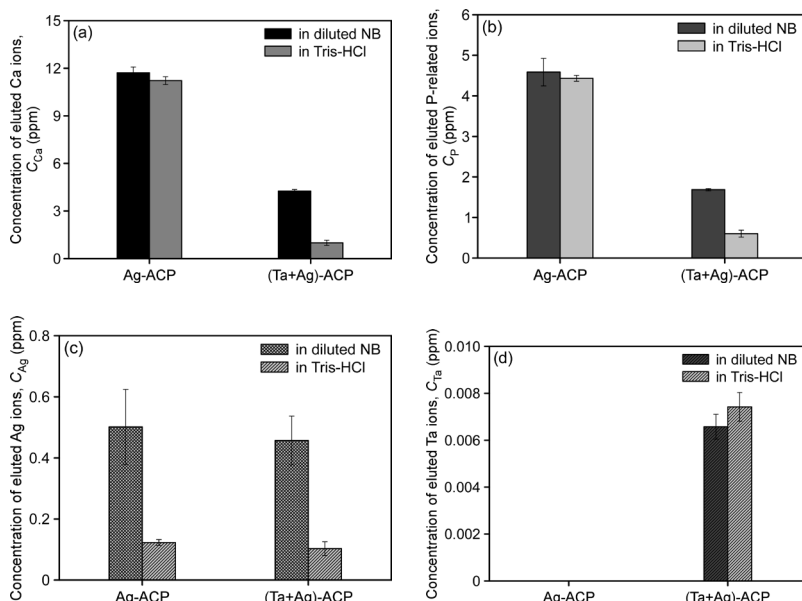 (a)
in diluted NB
in Tris-HCl
Concentration of eluted Ca ions,
C_Ca (ppm)
15
12
9
6
3
0
Ag-ACP
(Ta+Ag)-ACP
(b)
in diluted NB
in Tris-HCl
Concentration of eluted P-related ions,
C_P (ppm)
6
5
4
3
2
1
0
Ag-ACP
(Ta+Ag)-ACP
(c)
in diluted NB
in Tris-HCl
Concentration of eluted Ag ions, C_Ag (ppm)
0.8
0.6
0.4
0.2
0
Ag-ACP
(Ta+Ag)-ACP
(d)
in diluted NB
in Tris-HCl
Concentration of eluted Ta ions, C_Ta (ppm)
0.010
0.008
0.006
0.004
0.002
0
Ag-ACP
(Ta+Ag)-ACP